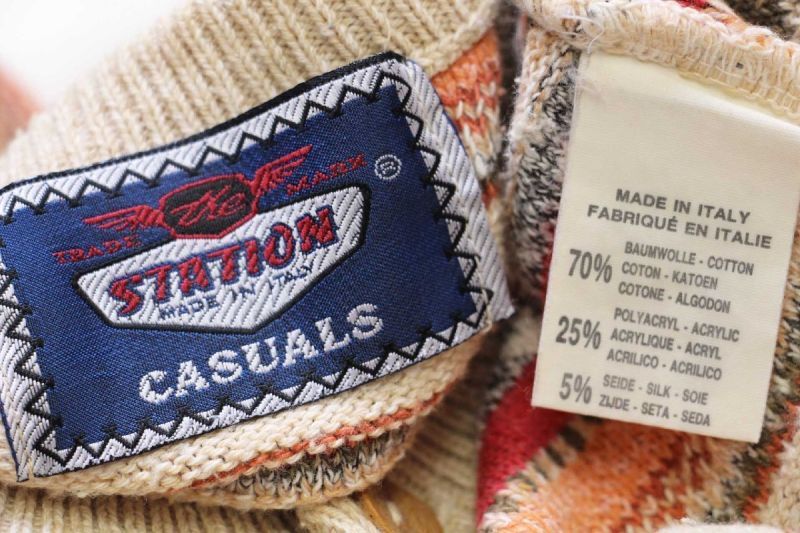 The
TRADE MARK ®
STATION
MADE IN ITALY
CASUALS
MADE IN ITALY
FABRIQUÉ EN ITALIE
70% BAUMWOLLE - COTTON
COTON - KATOEN
COTONE - ALGODON
25% POLYACRYL - ACRYLIC
ACRYLIQUE - ACRYL
ACRILICO - ACRILICO
5% SEIDE - SILK - SOIE
ZIJDE - SETA - SEDA